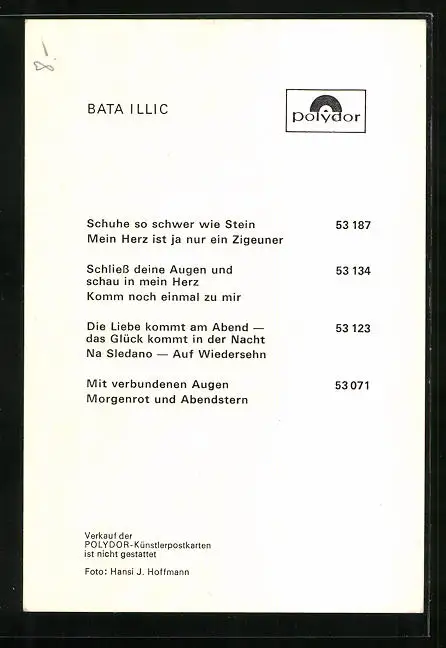 BATA ILLIC
polydor
Schuhe so schwer wie Stein 53 187
Mein Herz ist ja nur ein Zigeuner
Schließ deine Augen und 53 134
schau in mein Herz
Komm noch einmal zu mir
Die Liebe kommt am Abend — 53 123
das Glück kommt in der Nacht
Na Sledano — Auf Wiedersehn
Mit verbundenen Augen 53 071
Morgenrot und Abendstern
Verkauf der
POLYDOR-Künstlerpostkarten
ist nicht gestattet
Foto: Hansi J. Hoffmann